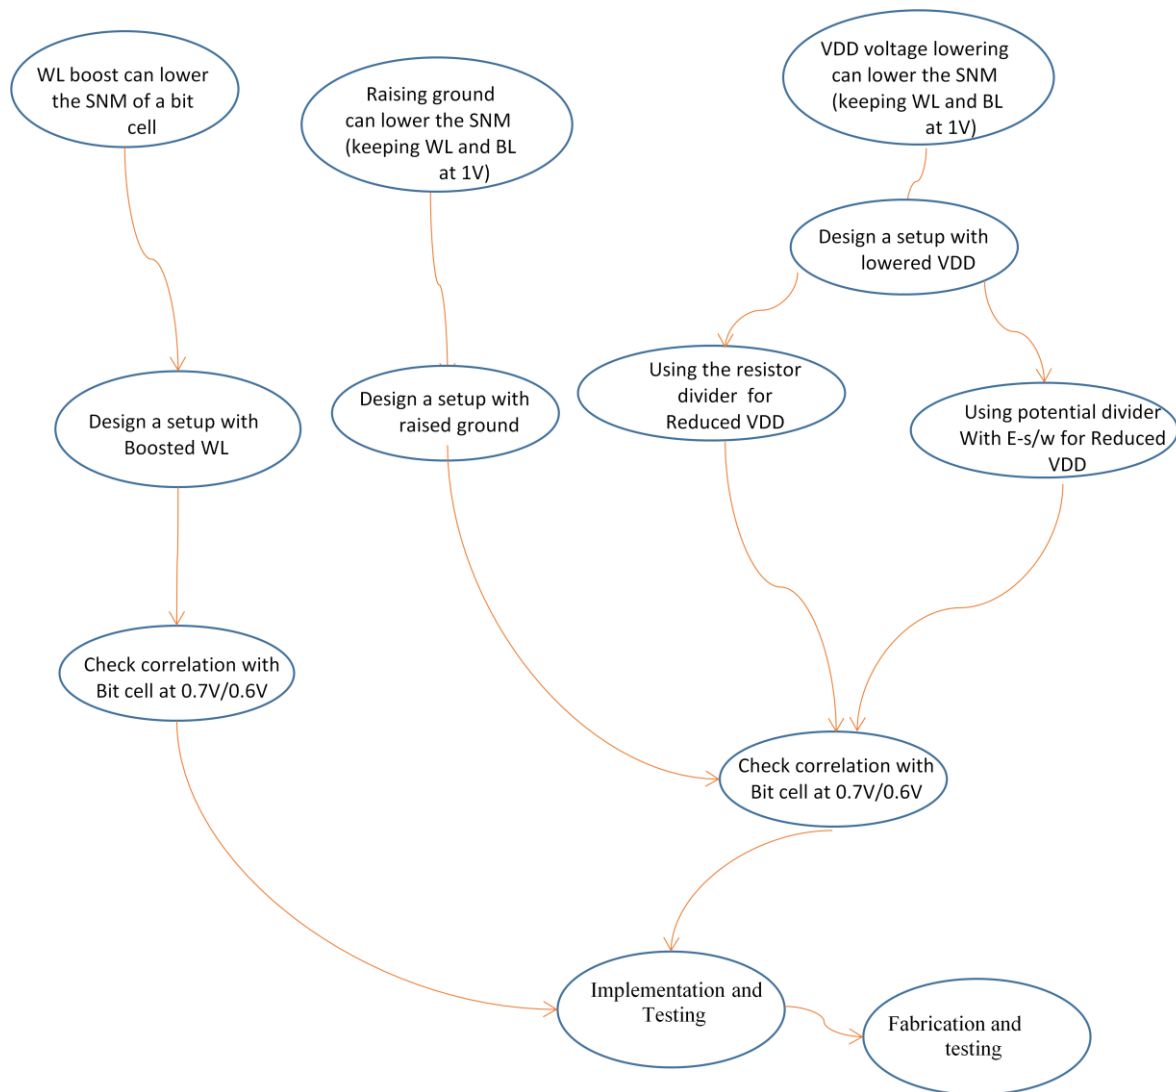 WL boost can lower
the SNM of a bit
cell
Raising ground
can lower the SNM
(keeping WL and BL
at 1V)
VDD voltage lowering
can lower the SNM
(keeping WL and BL
at 1V)
Design a setup with
lowered VDD
Using the resistor
divider for
Reduced VDD
Using potential divider
With E-s/w for Reduced
VDD
Design a setup with
Boosted WL
Design a setup with
raised ground
Check correlation with
Bit cell at 0.7V/0.6V
Check correlation with
Bit cell at 0.7V/0.6V
Implementation and
Testing
Fabrication and
testing